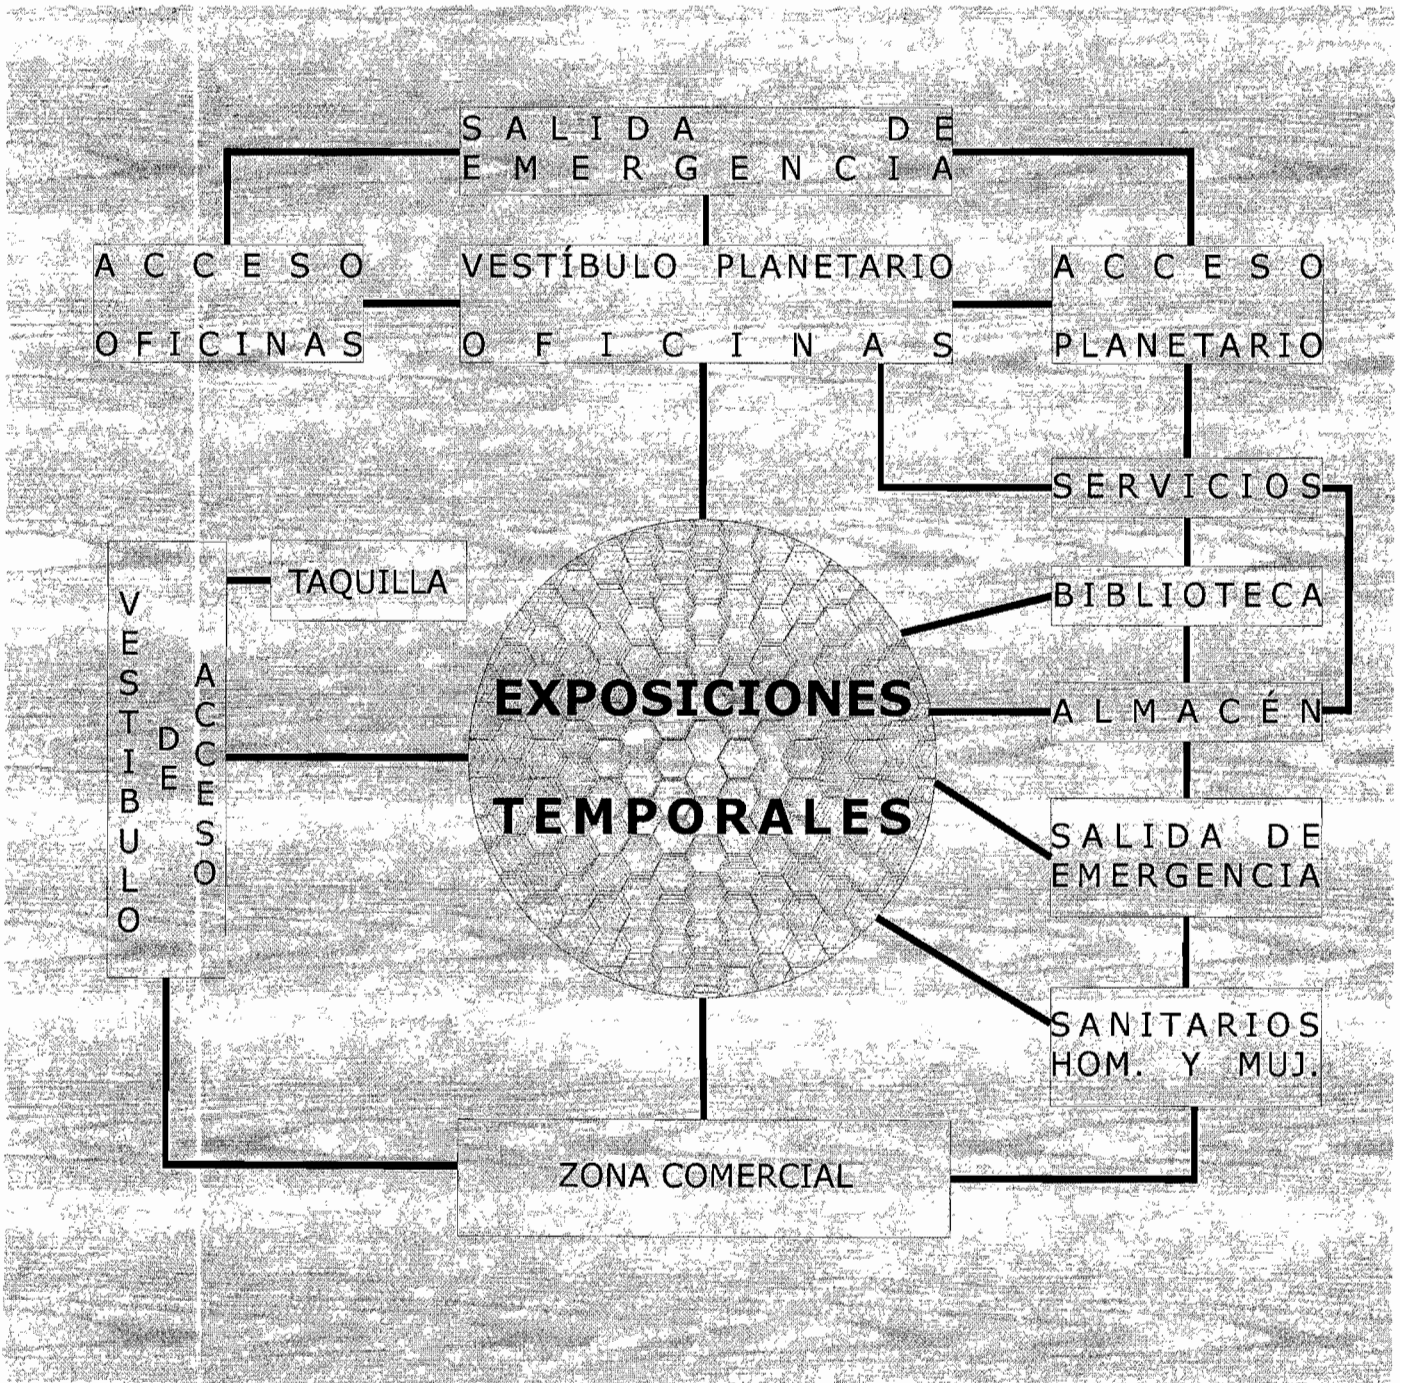 SALIDA DE
EMERGENCIA
ACCESO
OFICINAS
VESTÍBULO PLANETARIO
OFICINAS
ACCESO
PLANETARIO
SERVICIOS
TAQUILLA
BIBLIOTECA
VESTIBULO
DE
ACCESO
EXPOSICIONES
TEMPORALES
ALMACÉN
SALIDA DE
EMERGENCIA
SANITARIOS
HOM. Y MUJ.
ZONA COMERCIAL